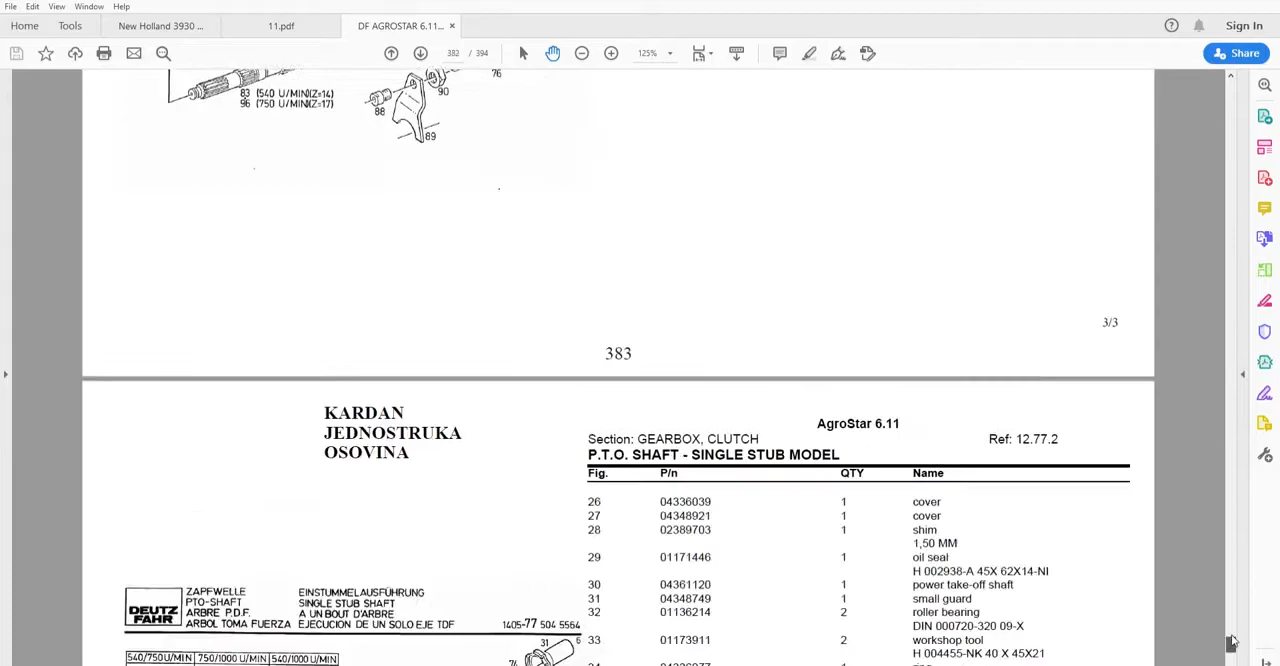 File Edit View Window Help
Home Tools New Holland 3930 ... 11.pdf DF AGROSTAR 6.11... × Sign In
382 / 394 125% Share
83 (540 U/MIN)(Z=14)
96 (750 U/MIN)(Z=17)
76
90
88
89
3/3
383
KARDAN
JEDNOSTRUKA
OSOVINA
AgroStar 6.11
Section: GEARBOX, CLUTCH Ref: 12.77.2
P.T.O. SHAFT - SINGLE STUB MODEL
Fig. P/n QTY Name
26 04336039 1 cover
27 04348921 1 cover
28 02389703 1 shim
1,50 MM
29 01171446 1 oil seal
H 002938-A 45X 62X14-NI
30 04361120 1 power take-off shaft
31 04348749 1 small guard
32 01136214 2 roller bearing
DIN 000720-320 09-X
33 01173911 2 workshop tool
H 004455-NK 40 X 45X21
DEUTZ
FAHR
ZAPFWELLE EINSTUMMELAUSFÜHRUNG
PTO-SHAFT SINGLE STUB SHAFT
ARBRE P.D.F. A UN BOUT D'ARBRE
ARBOL TOMA FUERZA EJECUCION DE UN SOLO EJE TDF 1405-77 504 5564
31 6
540/750U/MIN 750/1000 U/MIN 540/1000 U/MIN
74